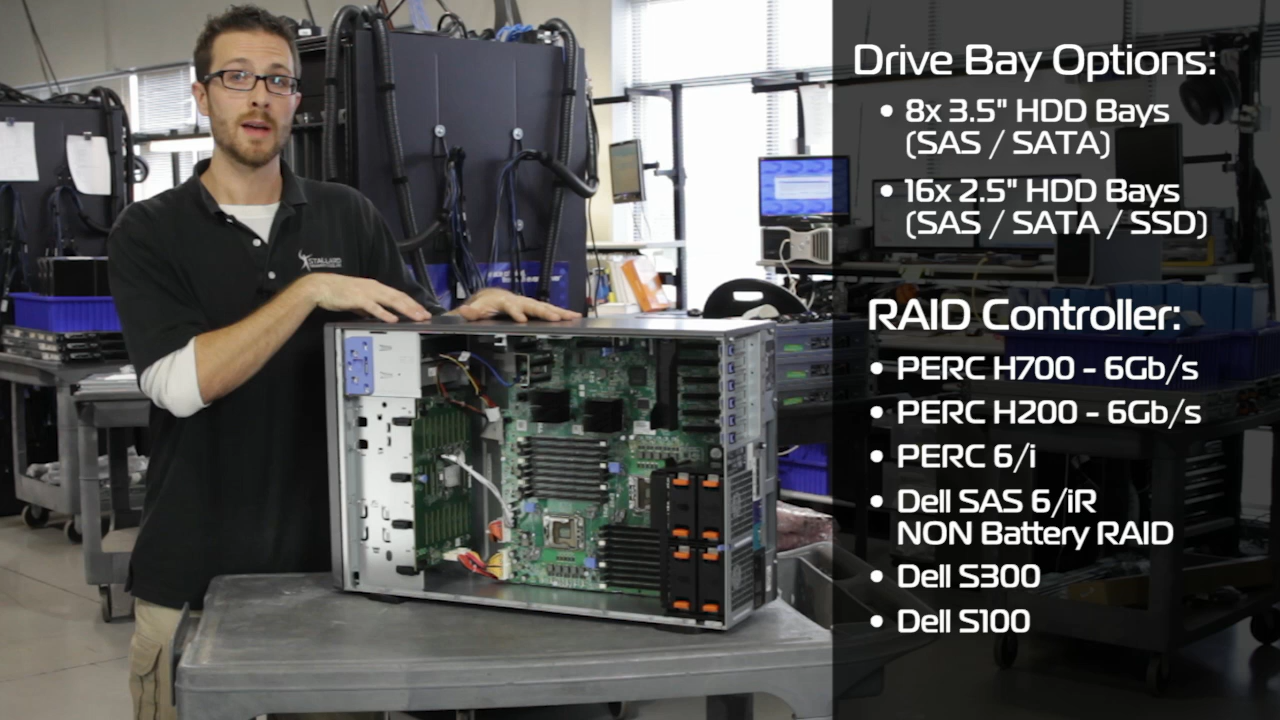 STALLARD
Drive Bay Options:
• 8x 3.5" HDD Bays
(SAS / SATA)
• 16x 2.5" HDD Bays
(SAS / SATA / SSD)
RAID Controller:
• PERC H700 - 6Gb/s
• PERC H200 - 6Gb/s
• PERC 6/i
• Dell SAS 6/iR
NON Battery RAID
• Dell S300
• Dell S100